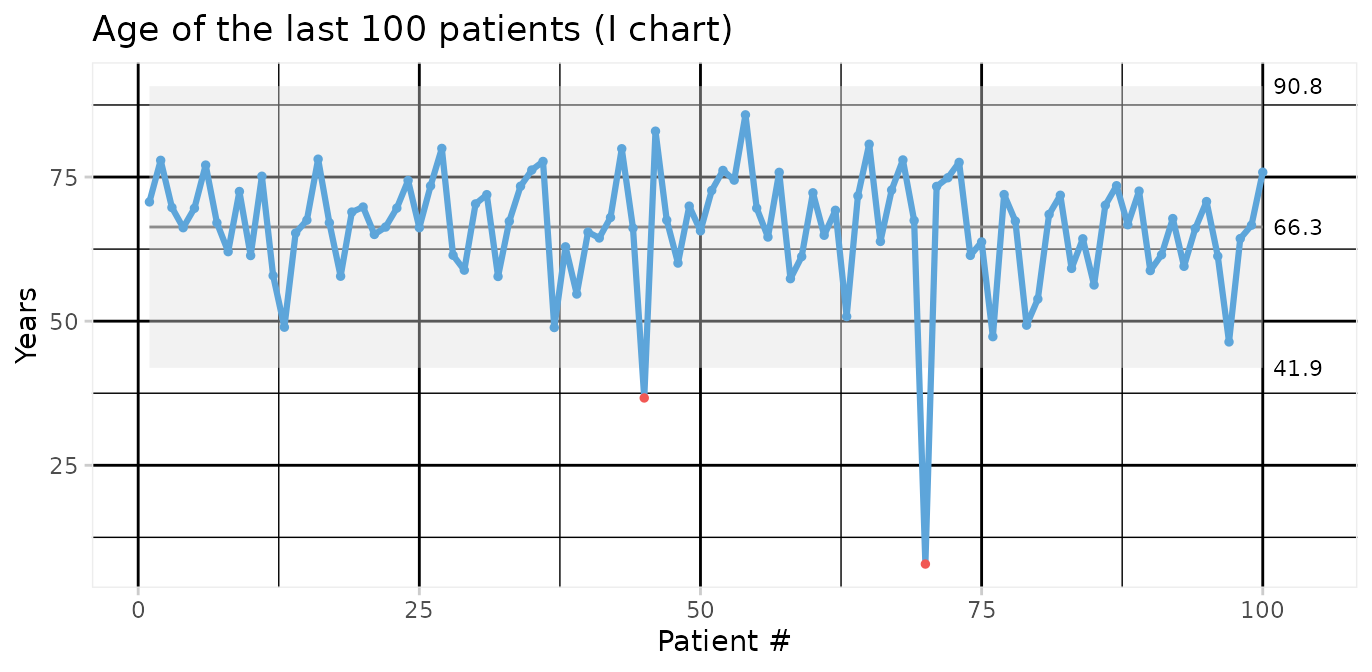 Age of the last 100 patients (I chart)
90.8
75
66.3
50
41.9
25
Years
0 25 50 75 100
Patient #